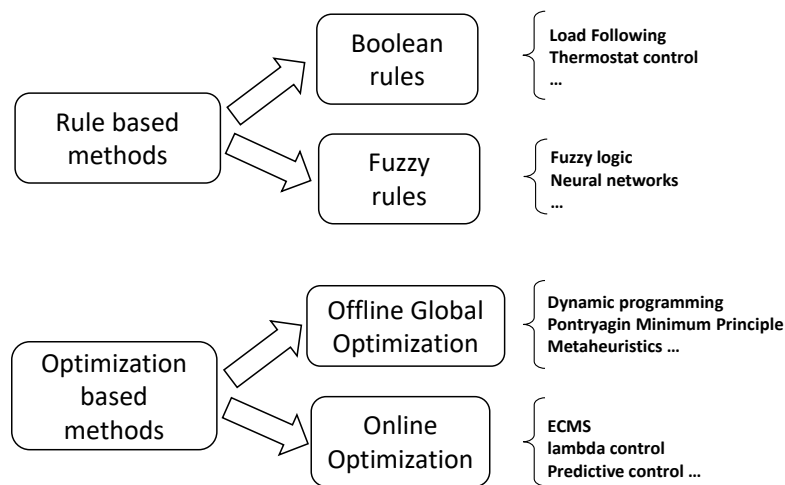 Rule based
methods
Boolean
rules
Load Following
Thermostat control
…
Fuzzy
rules
Fuzzy logic
Neural networks
…
Optimization
based
methods
Offline Global
Optimization
Dynamic programming
Pontryagin Minimum Principle
Metaheuristics …
Online
Optimization
ECMS
lambda control
Predictive control …